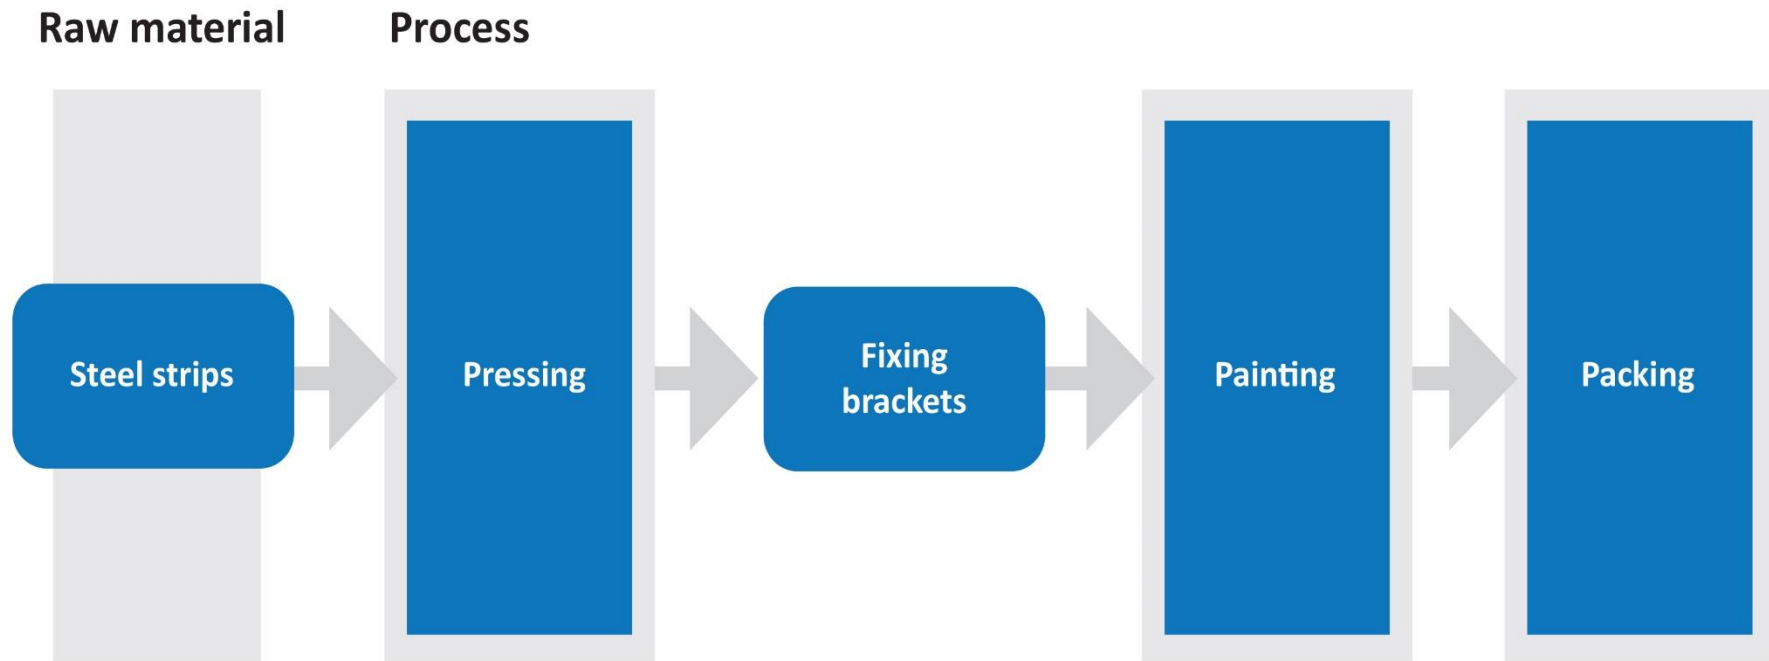 Raw material
Process
Steel strips
Pressing
Fixing
brackets
Painting
Packing